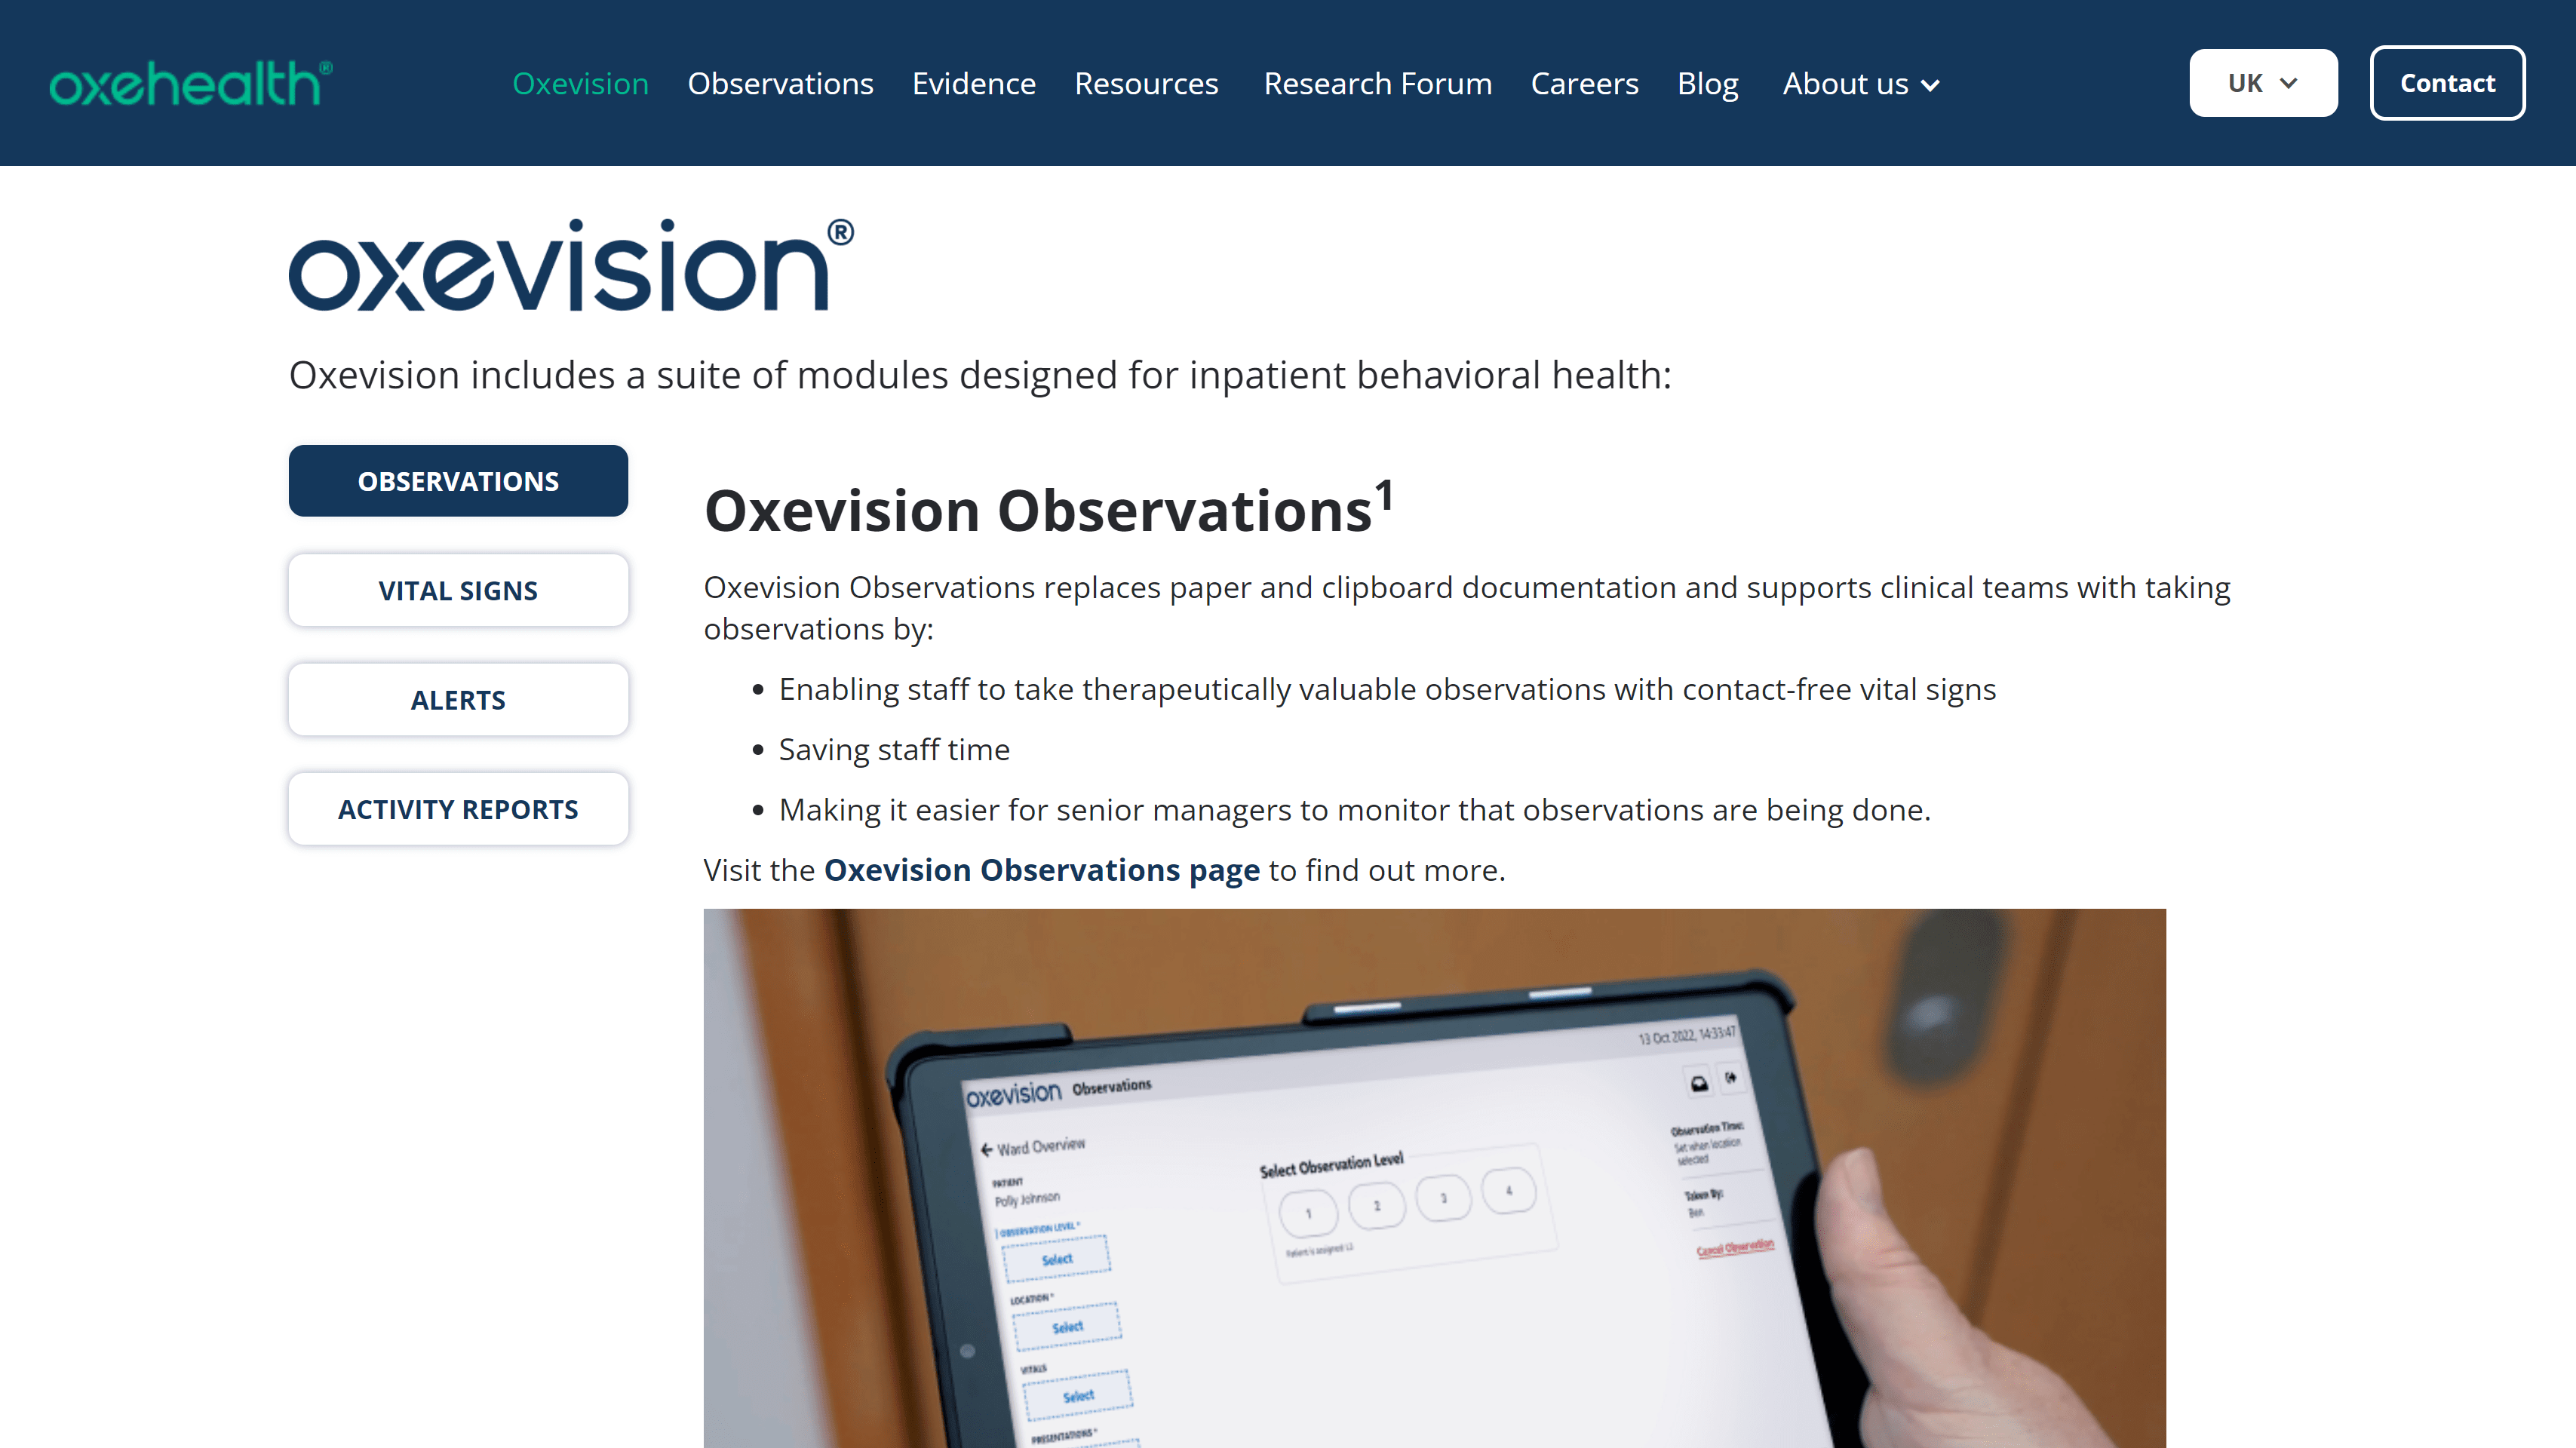 oxehealth®
Oxevision Observations Evidence Resources Research Forum Careers Blog About us
UK
Contact
oxevision®
Oxevision includes a suite of modules designed for inpatient behavioral health:
OBSERVATIONS
VITAL SIGNS
ALERTS
ACTIVITY REPORTS
Oxevision Observations¹
Oxevision Observations replaces paper and clipboard documentation and supports clinical teams with taking
observations by:
• Enabling staff to take therapeutically valuable observations with contact-free vital signs
• Saving staff time
• Making it easier for senior managers to monitor that observations are being done.
Visit the Oxevision Observations page to find out more.
13 Oct 2022, 14:33:47
oxevision Observations
← Ward Overview
PATIENT
Polly Johnson
OBSERVATION LEVEL *
Select
LOCATION *
Select
VITALS
Select
PRESENTATIONS *
Select Observation Level
1 2 3 4
Patient is assigned L2
Observation Time:
Set when location
selected
Taken By:
Ben
Cancel Observation